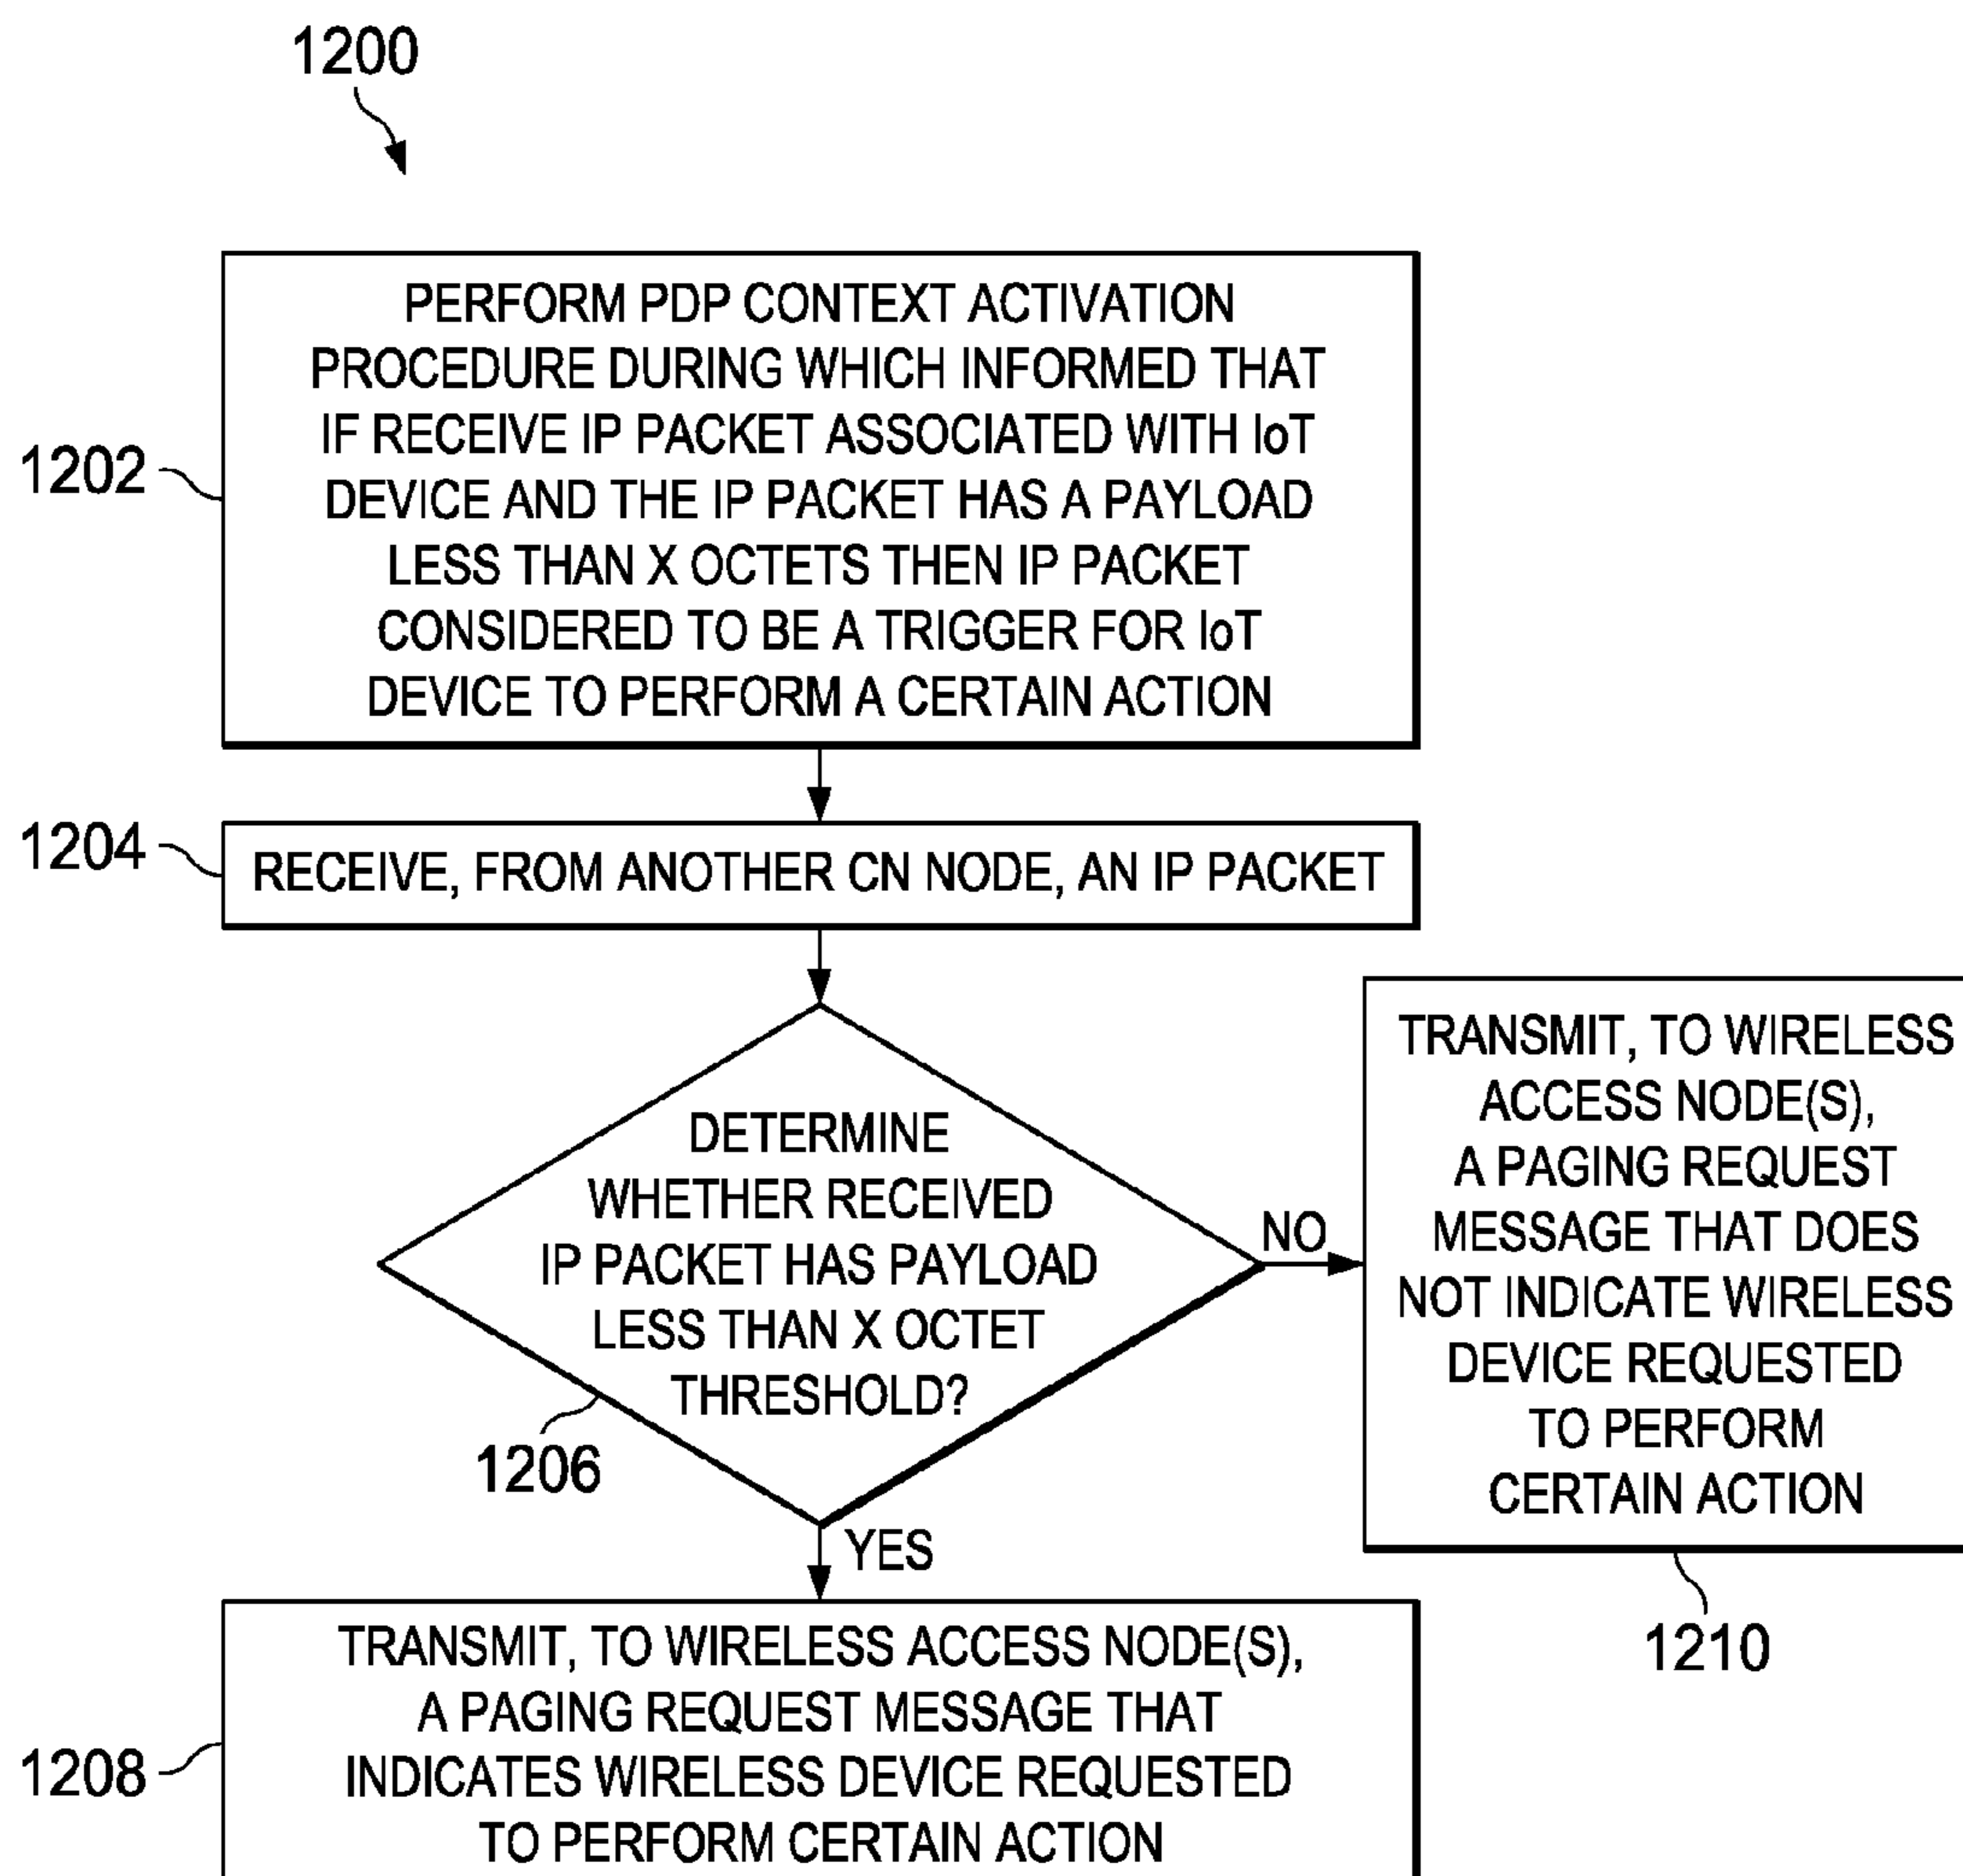 1200
PERFORM PDP CONTEXT ACTIVATION
PROCEDURE DURING WHICH INFORMED THAT
IF RECEIVE IP PACKET ASSOCIATED WITH IoT
DEVICE AND THE IP PACKET HAS A PAYLOAD
LESS THAN X OCTETS THEN IP PACKET
CONSIDERED TO BE A TRIGGER FOR IoT
DEVICE TO PERFORM A CERTAIN ACTION
1202
1204
RECEIVE, FROM ANOTHER CN NODE, AN IP PACKET
DETERMINE
WHETHER RECEIVED
IP PACKET HAS PAYLOAD
LESS THAN X OCTET
THRESHOLD?
1206
NO
TRANSMIT, TO WIRELESS
ACCESS NODE(S),
A PAGING REQUEST
MESSAGE THAT DOES
NOT INDICATE WIRELESS
DEVICE REQUESTED
TO PERFORM
CERTAIN ACTION
1210
YES
TRANSMIT, TO WIRELESS ACCESS NODE(S),
A PAGING REQUEST MESSAGE THAT
INDICATES WIRELESS DEVICE REQUESTED
TO PERFORM CERTAIN ACTION
1208